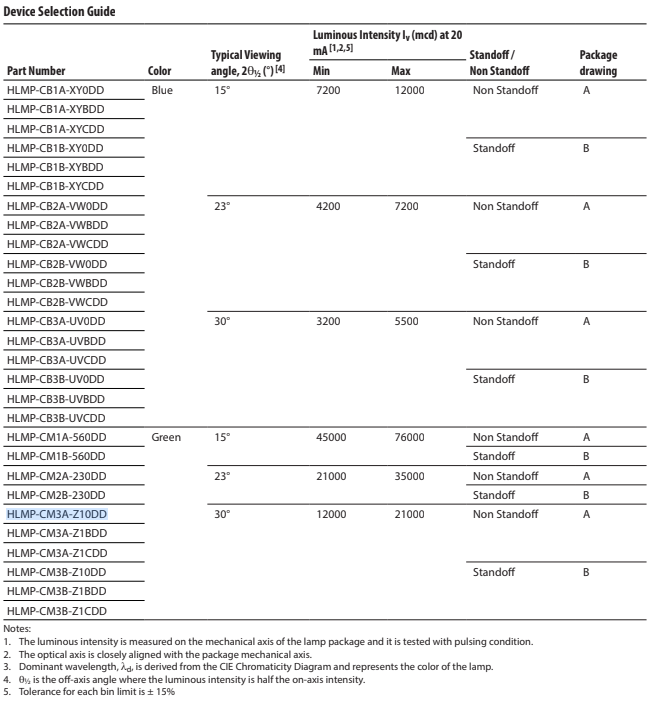 Device Selection Guide
Luminous Intensity Iv (mcd) at 20
Typical Viewing mA [1,2,5] Standoff / Package
Part Number Color angle, 2θ½ (°) [4] Min Max Non Standoff drawing
HLMP-CB1A-XY0DD Blue 15° 7200 12000 Non Standoff A
HLMP-CB1A-XYBDD
HLMP-CB1A-XYCDD
HLMP-CB1B-XY0DD Standoff B
HLMP-CB1B-XYBDD
HLMP-CB1B-XYCDD
HLMP-CB2A-VW0DD 23° 4200 7200 Non Standoff A
HLMP-CB2A-VWBDD
HLMP-CB2A-VWCDD
HLMP-CB2B-VW0DD Standoff B
HLMP-CB2B-VWBDD
HLMP-CB2B-VWCDD
HLMP-CB3A-UV0DD 30° 3200 5500 Non Standoff A
HLMP-CB3A-UVBDD
HLMP-CB3A-UVCDD
HLMP-CB3B-UV0DD Standoff B
HLMP-CB3B-UVBDD
HLMP-CB3B-UVCDD
HLMP-CM1A-560DD Green 15° 45000 76000 Non Standoff A
HLMP-CM1B-560DD Standoff B
HLMP-CM2A-230DD 23° 21000 35000 Non Standoff A
HLMP-CM2B-230DD Standoff B
HLMP-CM3A-Z10DD 30° 12000 21000 Non Standoff A
HLMP-CM3A-Z1BDD
HLMP-CM3A-Z1CDD
HLMP-CM3B-Z10DD Standoff B
HLMP-CM3B-Z1BDD
HLMP-CM3B-Z1CDD
Notes:
1. The luminous intensity is measured on the mechanical axis of the lamp package and it is tested with pulsing condition.
2. The optical axis is closely aligned with the package mechanical axis.
3. Dominant wavelength, λd, is derived from the CIE Chromaticity Diagram and represents the color of the lamp.
4. θ½ is the off-axis angle where the luminous intensity is half the on-axis intensity.
5. Tolerance for each bin limit is ± 15%